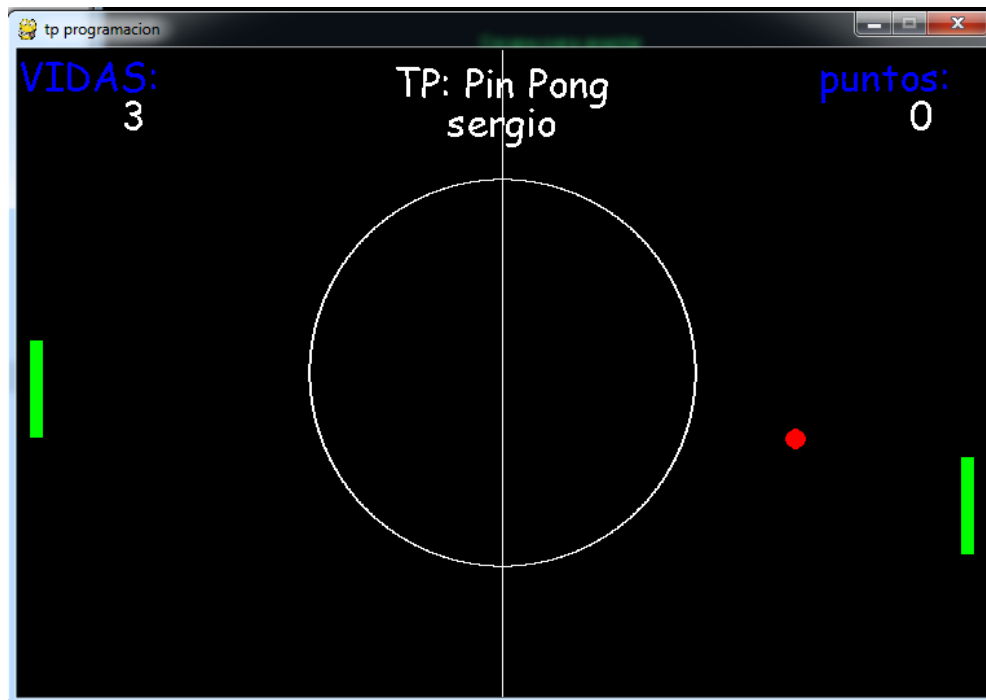 tp programacion
VIDAS:
3
TP: Pin Pong
sergio
puntos:
0